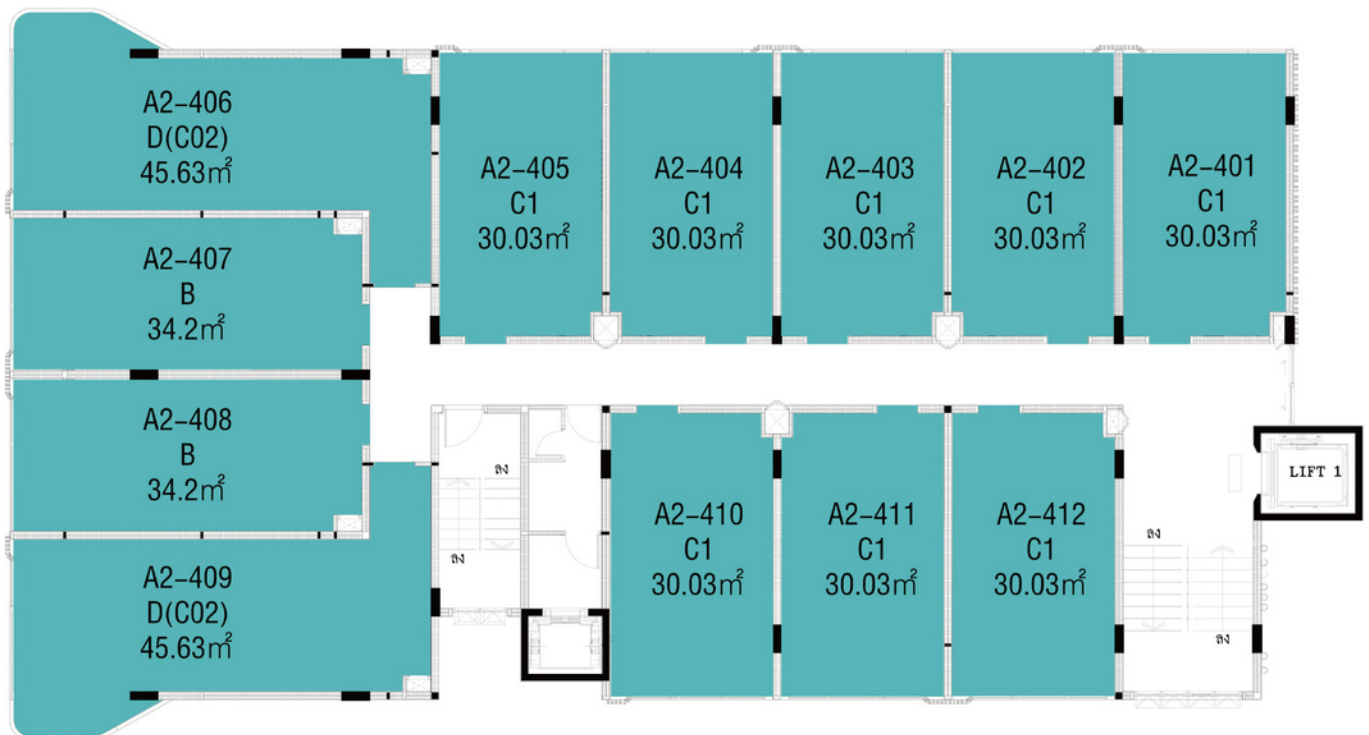 A2-406
D(C02)
45.63㎡
A2-405
C1
30.03㎡
A2-404
C1
30.03㎡
A2-403
C1
30.03㎡
A2-402
C1
30.03㎡
A2-401
C1
30.03㎡
A2-407
B
34.2㎡
A2-408
B
34.2㎡
A2-409
D(C02)
45.63㎡
ลง
ลง
A2-410
C1
30.03㎡
A2-411
C1
30.03㎡
A2-412
C1
30.03㎡
ลง
ลง
LIFT 1